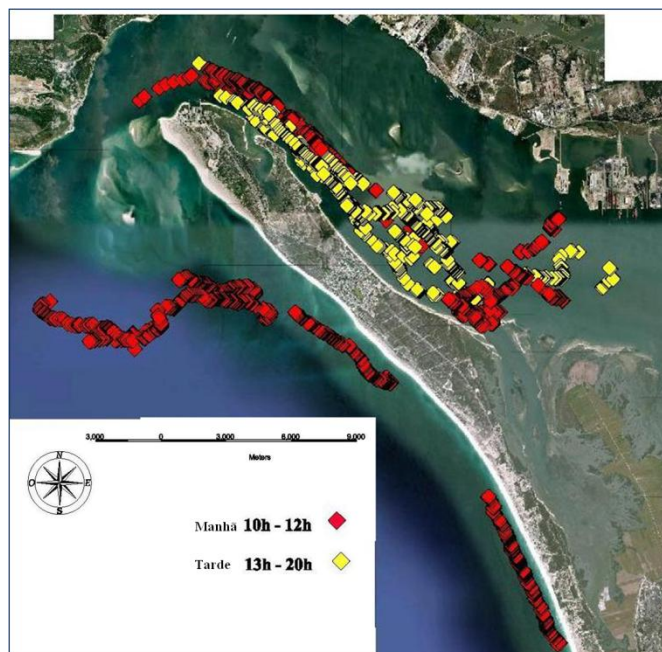 3,000 0 3,000 6,000 9,000
Meters
N
O E
S
Manhã 10h - 12h
Tarde 13h - 20h